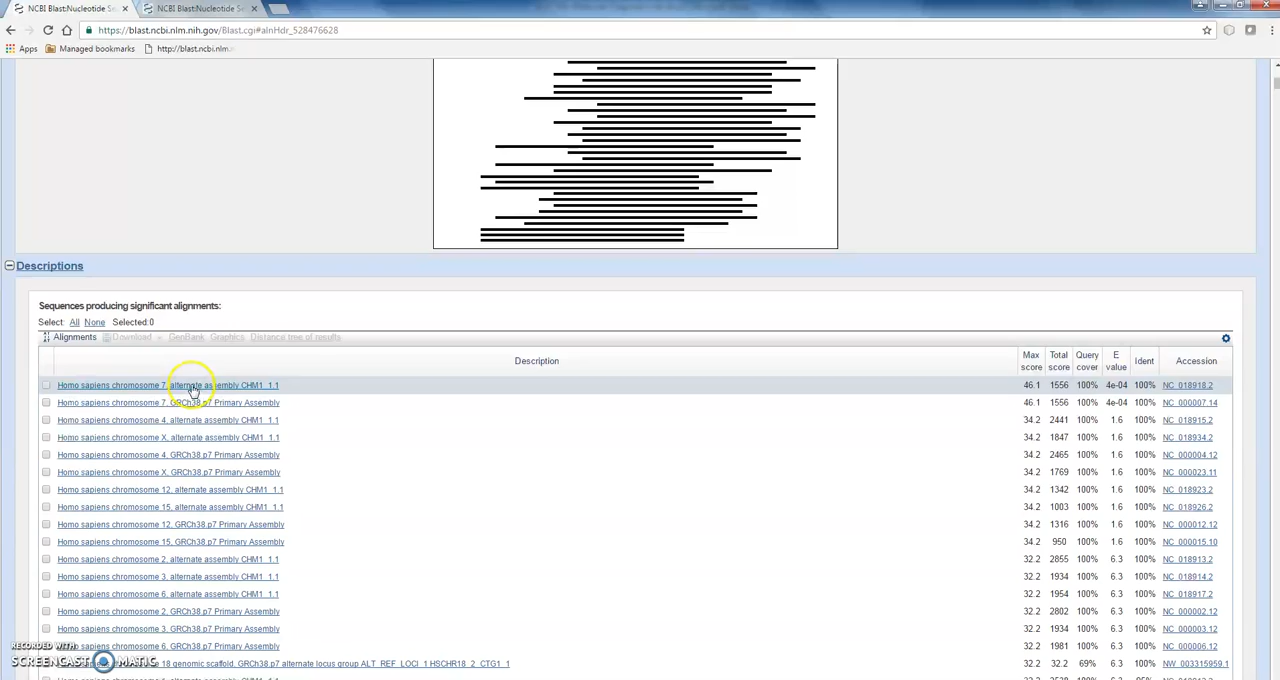 NCBI Blast:Nucleotide Se × NCBI Blast:Nucleotide Se ×
https://blast.ncbi.nlm.nih.gov/Blast.cgi#alnHdr_528476628
Apps Managed bookmarks http://blast.ncbi.nlm.n
Descriptions
Sequences producing significant alignments:
Select: All None Selected:0
Alignments Download GenBank Graphics Distance tree of results
Description Max score Total score Query cover E value Ident Accession
Homo sapiens chromosome 7, alternate assembly CHM1_1.1 46.1 1556 100% 4e-04 100% NC_018918.2
Homo sapiens chromosome 7, GRCh38.p7 Primary Assembly 46.1 1556 100% 4e-04 100% NC_000007.14
Homo sapiens chromosome 4, alternate assembly CHM1_1.1 34.2 2441 100% 1.6 100% NC_018915.2
Homo sapiens chromosome X, alternate assembly CHM1_1.1 34.2 1847 100% 1.6 100% NC_018934.2
Homo sapiens chromosome 4, GRCh38.p7 Primary Assembly 34.2 2465 100% 1.6 100% NC_000004.12
Homo sapiens chromosome X, GRCh38.p7 Primary Assembly 34.2 1769 100% 1.6 100% NC_000023.11
Homo sapiens chromosome 12, alternate assembly CHM1_1.1 34.2 1342 100% 1.6 100% NC_018923.2
Homo sapiens chromosome 15, alternate assembly CHM1_1.1 34.2 1003 100% 1.6 100% NC_018926.2
Homo sapiens chromosome 12, GRCh38.p7 Primary Assembly 34.2 1316 100% 1.6 100% NC_000012.12
Homo sapiens chromosome 15, GRCh38.p7 Primary Assembly 34.2 950 100% 1.6 100% NC_000015.10
Homo sapiens chromosome 2, alternate assembly CHM1_1.1 32.2 2855 100% 6.3 100% NC_018913.2
Homo sapiens chromosome 3, alternate assembly CHM1_1.1 32.2 1934 100% 6.3 100% NC_018914.2
Homo sapiens chromosome 6, alternate assembly CHM1_1.1 32.2 1954 100% 6.3 100% NC_018917.2
Homo sapiens chromosome 2, GRCh38.p7 Primary Assembly 32.2 2802 100% 6.3 100% NC_000002.12
Homo sapiens chromosome 3, GRCh38.p7 Primary Assembly 32.2 1934 100% 6.3 100% NC_000003.12
RECORDED WITH
sapiens chromosome 6, GRCh38.p7 Primary Assembly 32.2 1981 100% 6.3 100% NC_000006.12
SCREENCAST MATIC
sapiens chromosome 18 genomic scaffold, GRCh38.p7 alternate locus group ALT_REF_LOCI_1 HSCHR18_2_CTG1_1 32.2 32.2 69% 6.3 100% NW_003315959.1